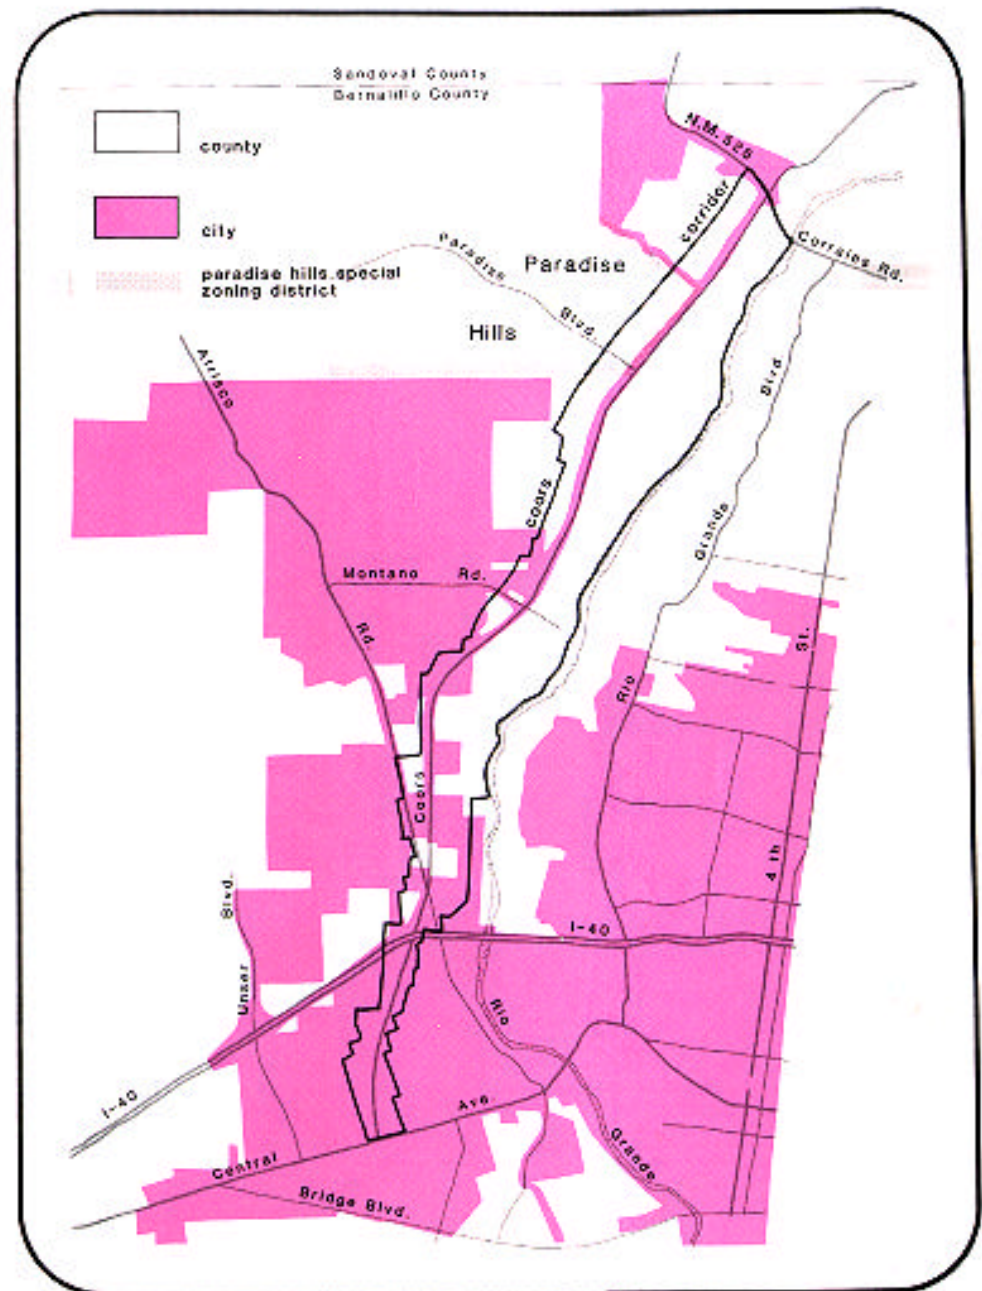 Sandoval County
Bernalillo County
county
city
paradise hills special
zoning district
N.M. 528
corridor
Corrales Rd.
Paradise
Blvd.
Paradise
Hills
Atrisco
Rd.
Coors
Montano Rd.
Blvd
Grande
Rio
St.
4th
Coors
Blvd.
Unser
I-40
I-40
Rio
Grande
Central
Ave.
Bridge Blvd.